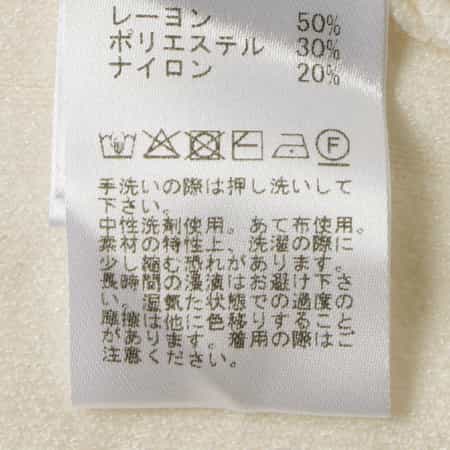 レーヨン 50%
ポリエステル 30%
ナイロン 20%
F
手洗いの際は押し洗いして
下さい。
中性洗剤使用。あて布使用。
素材の特性上、洗濯の際に
少し縮む恐れがあります。
長時間の浸漬はお避け下さ
い。湿気た状態での過度の
摩擦は他に色移りすること
があります。着用の際はご
注意ください。